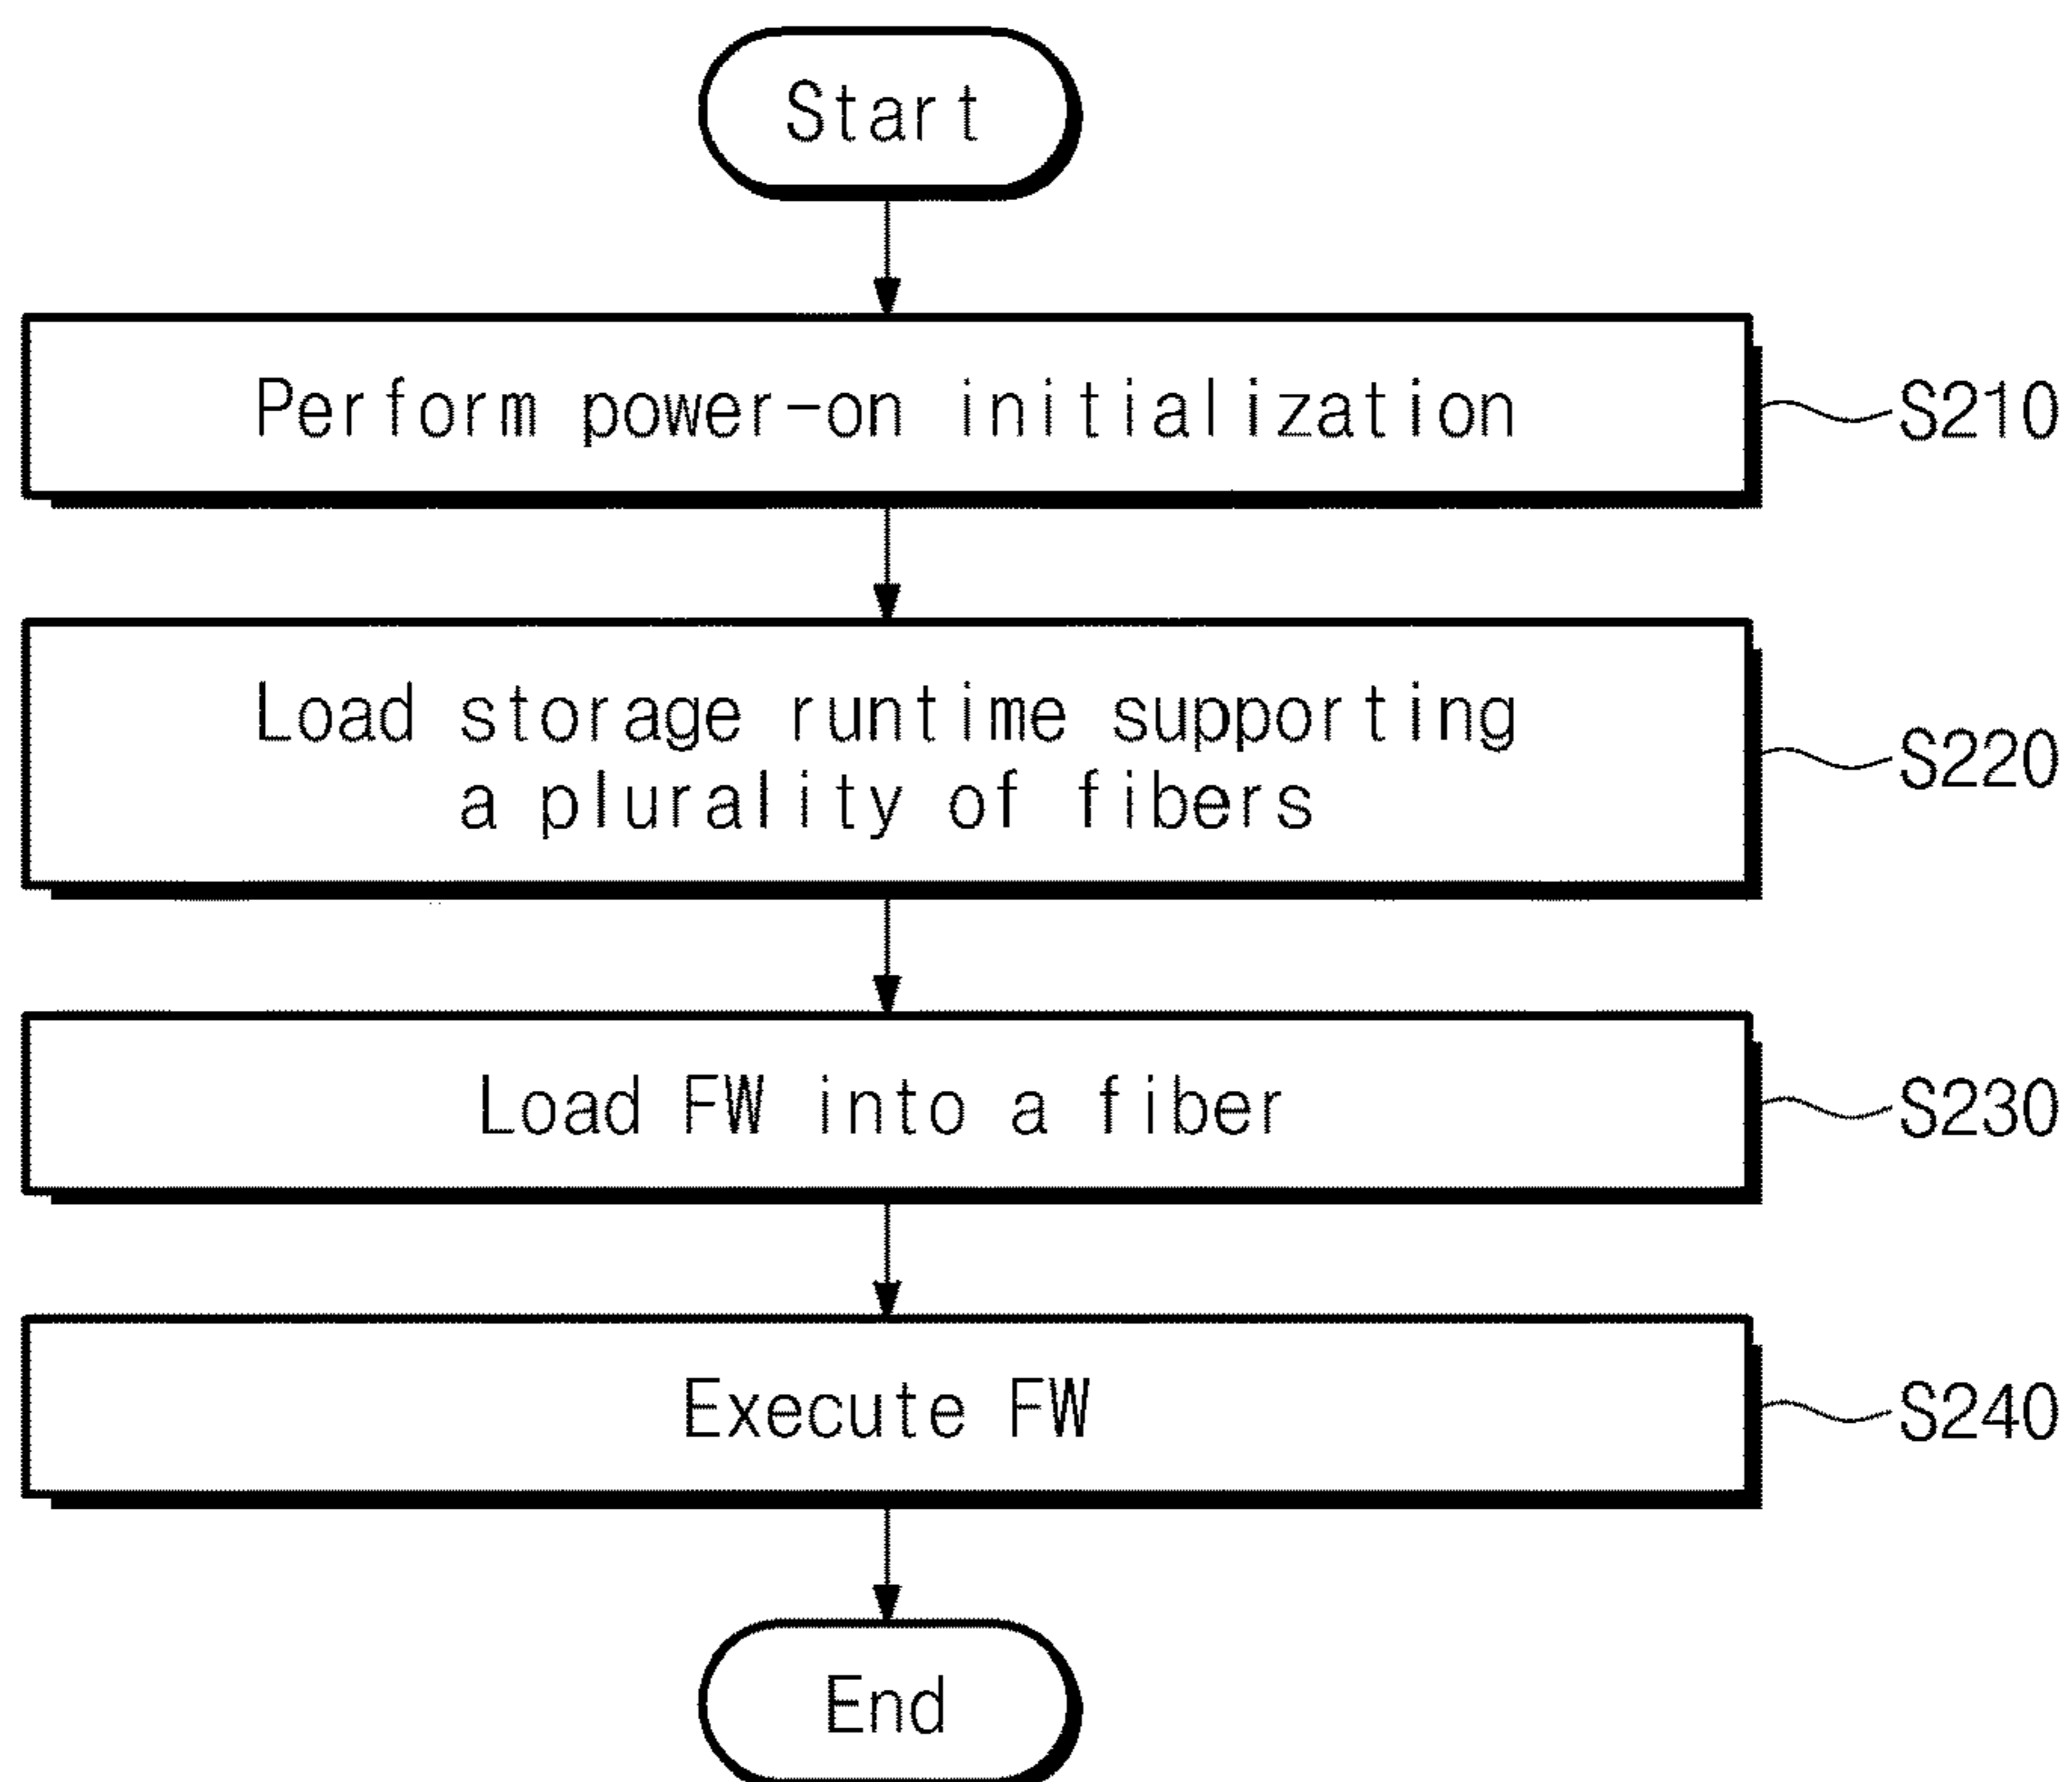 Start
Perform power-on initialization
S210
Load storage runtime supporting
a plurality of fibers
S220
Load FW into a fiber
S230
Execute FW
S240
End